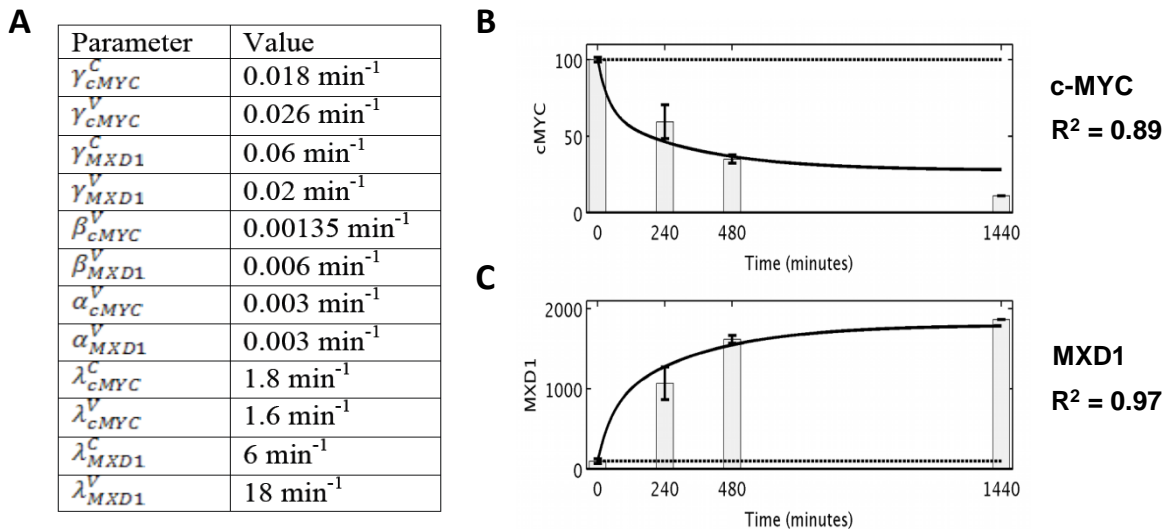 A
Parameter Value
γ^C_cMYC 0.018 min⁻¹
γ^V_cMYC 0.026 min⁻¹
γ^C_MXD1 0.06 min⁻¹
γ^V_MXD1 0.02 min⁻¹
β^V_cMYC 0.00135 min⁻¹
β^V_MXD1 0.006 min⁻¹
α^V_cMYC 0.003 min⁻¹
α^V_MXD1 0.003 min⁻¹
λ^C_cMYC 1.8 min⁻¹
λ^V_cMYC 1.6 min⁻¹
λ^C_MXD1 6 min⁻¹
λ^V_MXD1 18 min⁻¹
B
100
50
0
cMYC
0 240 480 1440
Time (minutes)
c-MYC
R² = 0.89
C
2000
1000
0
MXD1
0 240 480 1440
Time (minutes)
MXD1
R² = 0.97